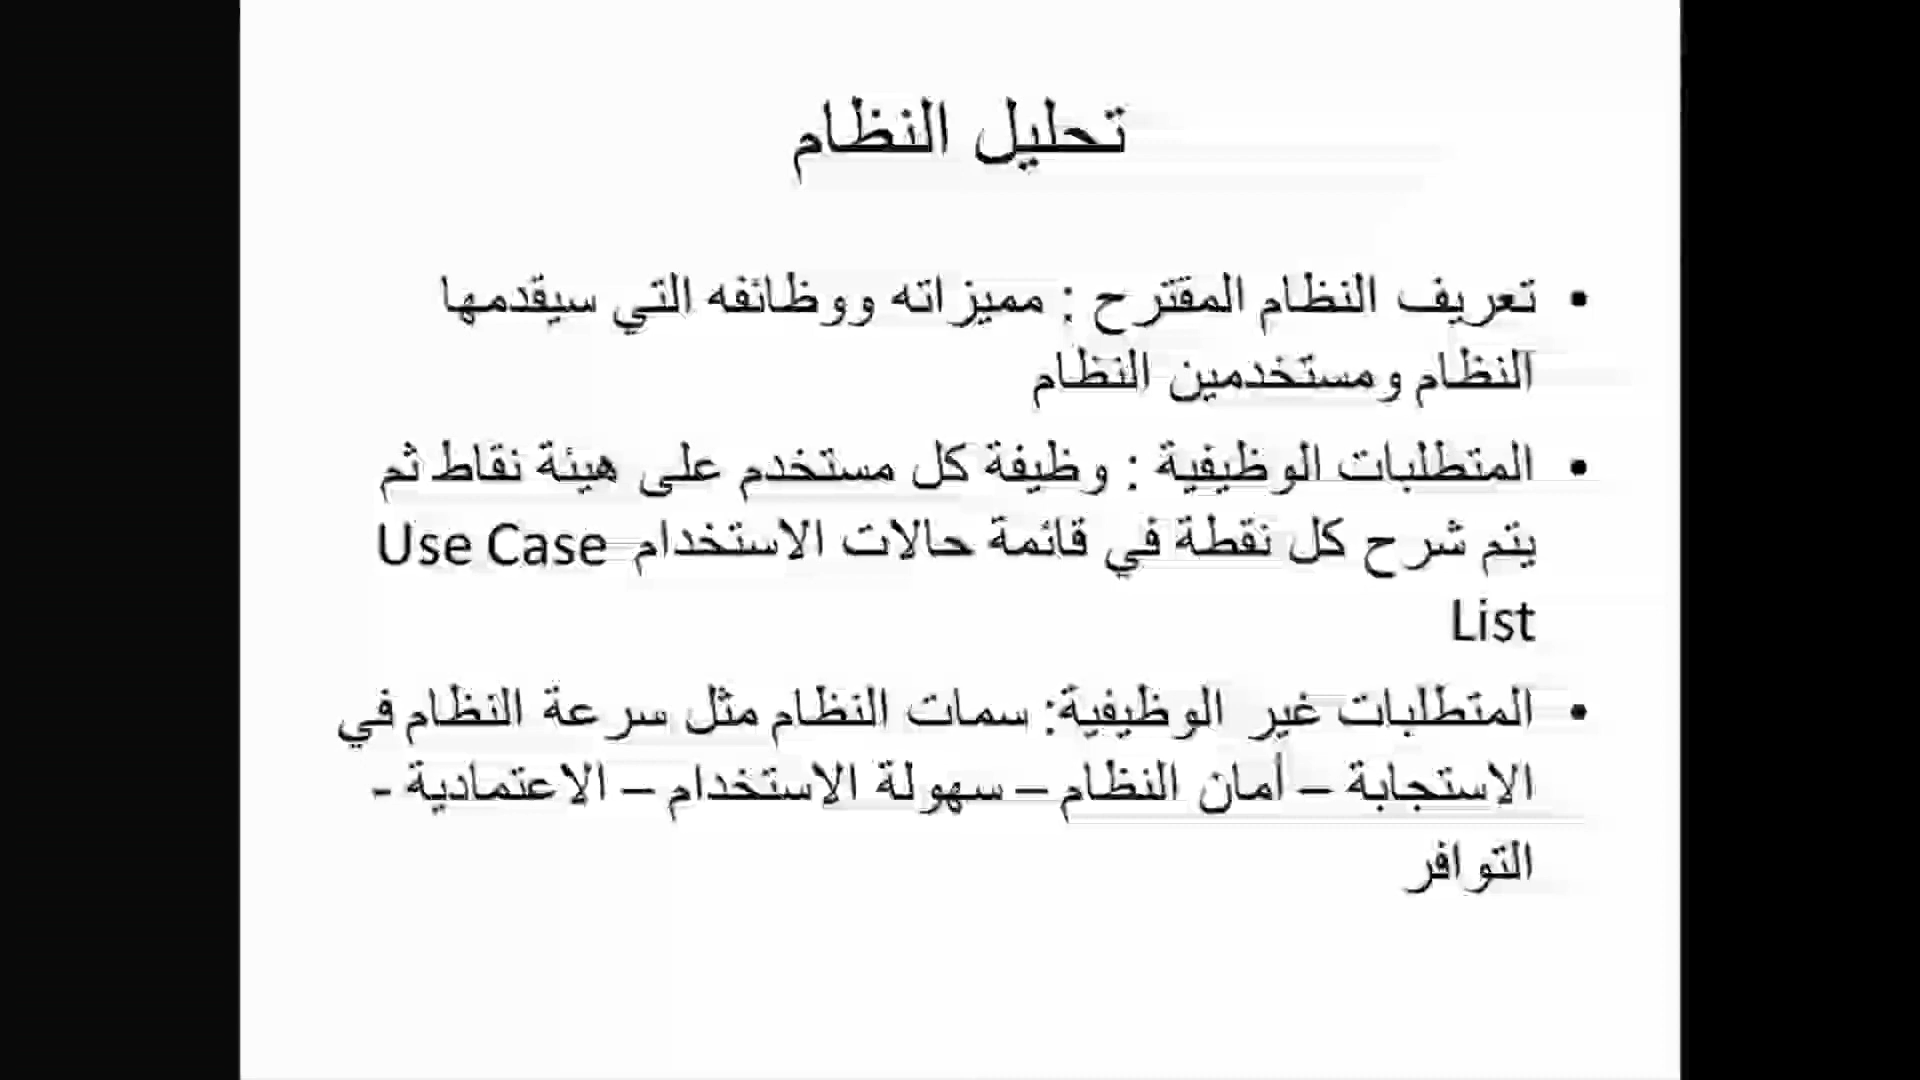 تحليل النظام
• تعريف النظام المقترح : مميزاته ووظائفه التي سيقدمها
النظام ومستخدمين النظام
• المتطلبات الوظيفية : وظيفة كل مستخدم على هيئة نقاط ثم
يتم شرح كل نقطة في قائمة حالات الاستخدام Use Case
List
• المتطلبات غير الوظيفية: سمات النظام مثل سرعة النظام في
الاستجابة – أمان النظام – سهولة الاستخدام – الاعتمادية -
التوافر